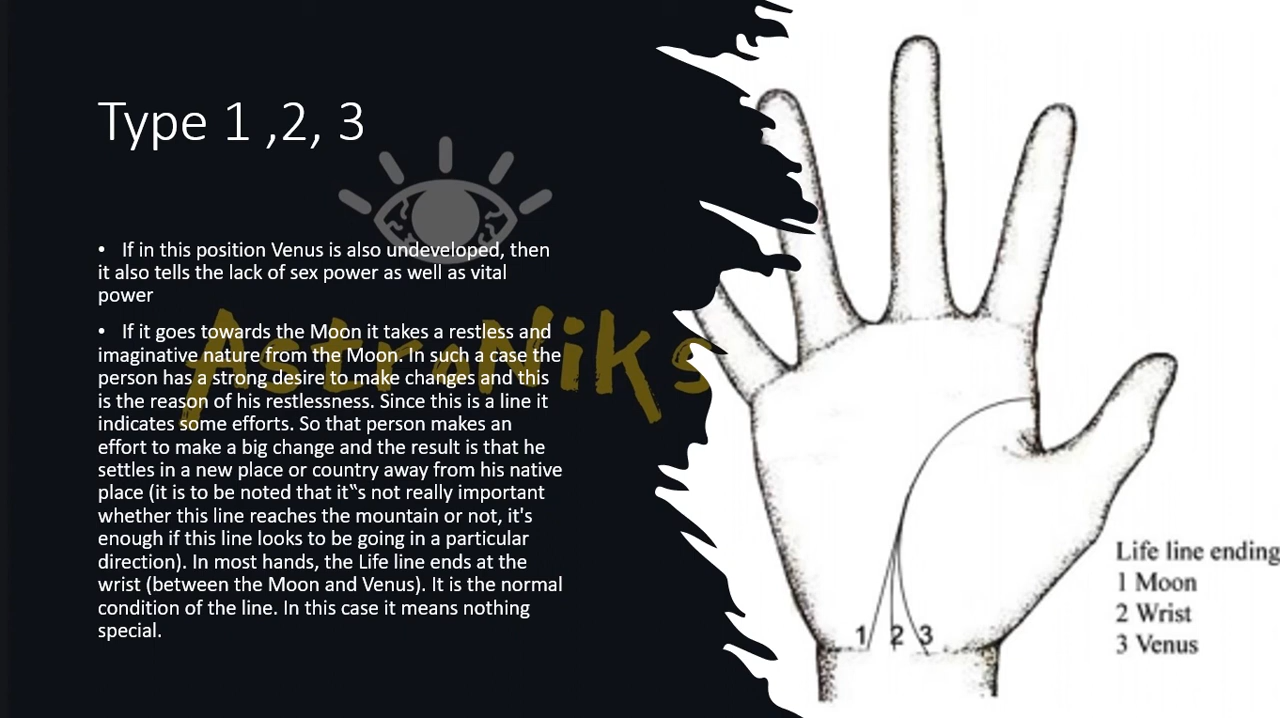 Type 1 ,2, 3
• If in this position Venus is also undeveloped, then
it also tells the lack of sex power as well as vital
power
• If it goes towards the Moon it takes a restless and
imaginative nature from the Moon. In such a case the
person has a strong desire to make changes and this
is the reason of his restlessness. Since this is a line it
indicates some efforts. So that person makes an
effort to make a big change and the result is that he
settles in a new place or country away from his native
place (it is to be noted that it‟s not really important
whether this line reaches the mountain or not, it's
enough if this line looks to be going in a particular
direction). In most hands, the Life line ends at the
wrist (between the Moon and Venus). It is the normal
condition of the line. In this case it means nothing
special.
AstroNiks
1 2 3
Life line ending
1 Moon
2 Wrist
3 Venus